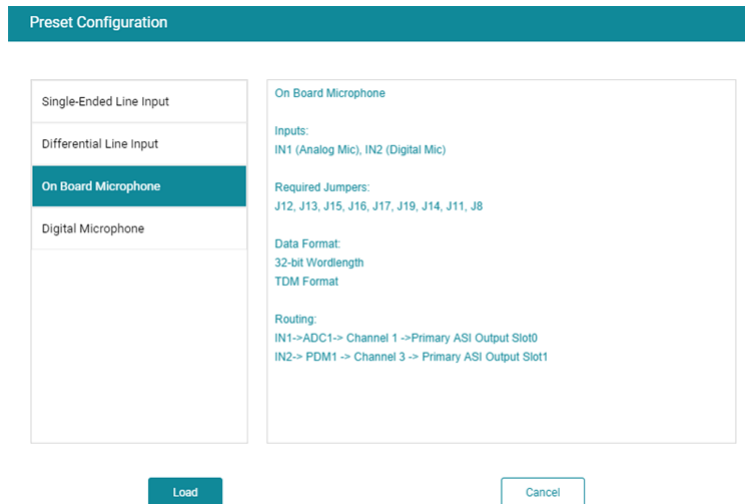 Preset Configuration
Single-Ended Line Input
Differential Line Input
On Board Microphone
Digital Microphone
On Board Microphone
Inputs:
IN1 (Analog Mic), IN2 (Digital Mic)
Required Jumpers:
J12, J13, J15, J16, J17, J19, J14, J11, J8
Data Format:
32-bit Wordlength
TDM Format
Routing:
IN1->ADC1-> Channel 1 ->Primary ASI Output Slot0
IN2-> PDM1 -> Channel 3 -> Primary ASI Output Slot1
Load
Cancel